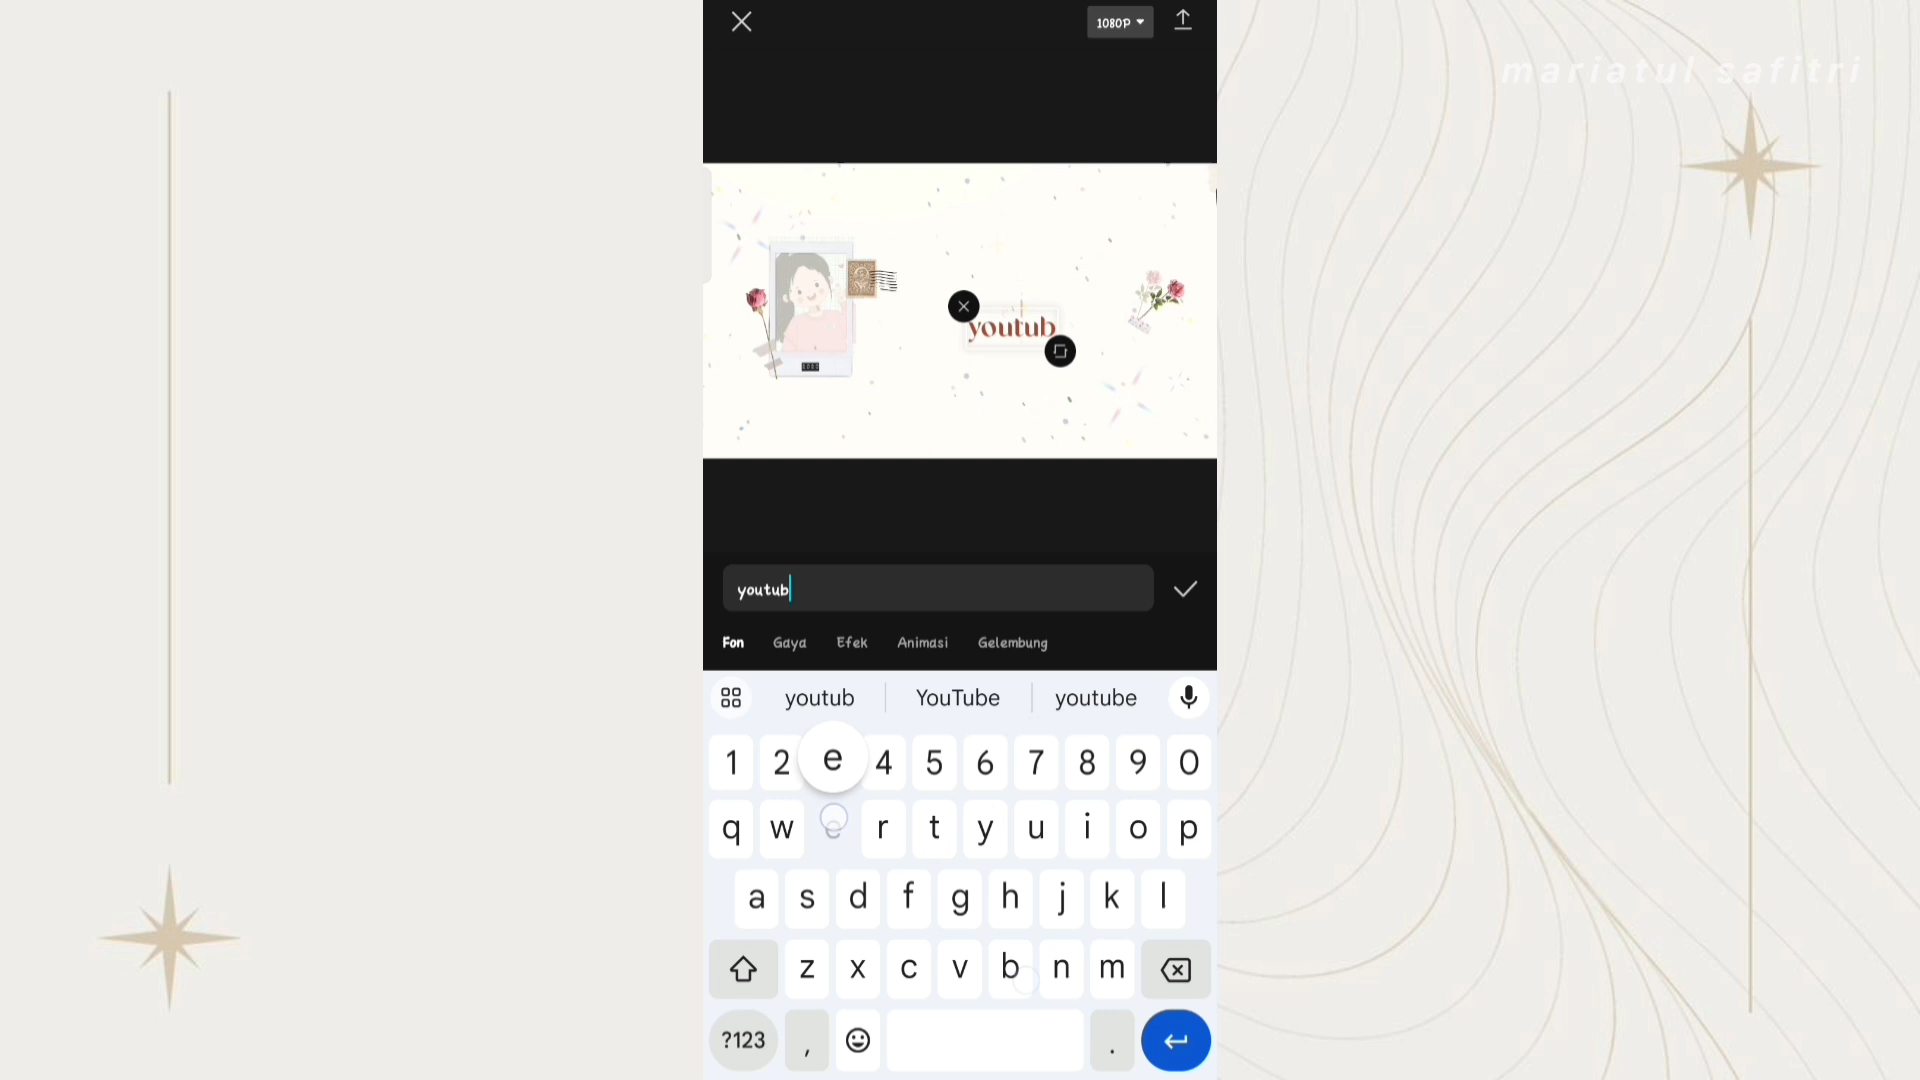 1080P
mariatul safitri
youtub
youtub
Fon Gaya Efek Animasi Gelembung
youtub YouTube youtube
1 2 e 4 5 6 7 8 9 0
q w e r t y u i o p
a s d f g h j k l
z x c v b n m
?123 , .